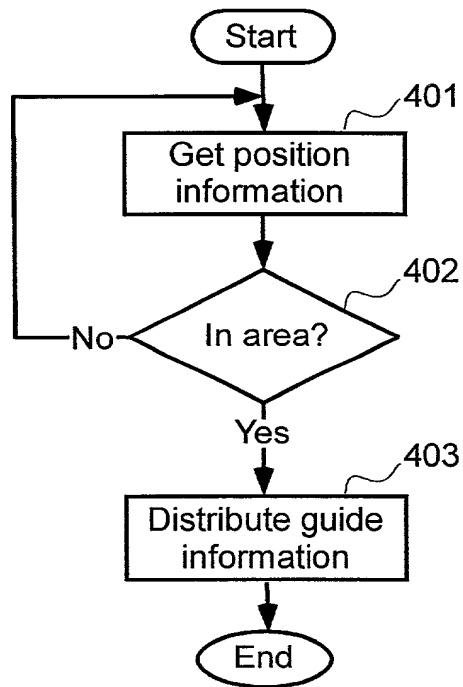 Start
401
Get position
information
402
In area?
No
Yes
403
Distribute guide
information
End